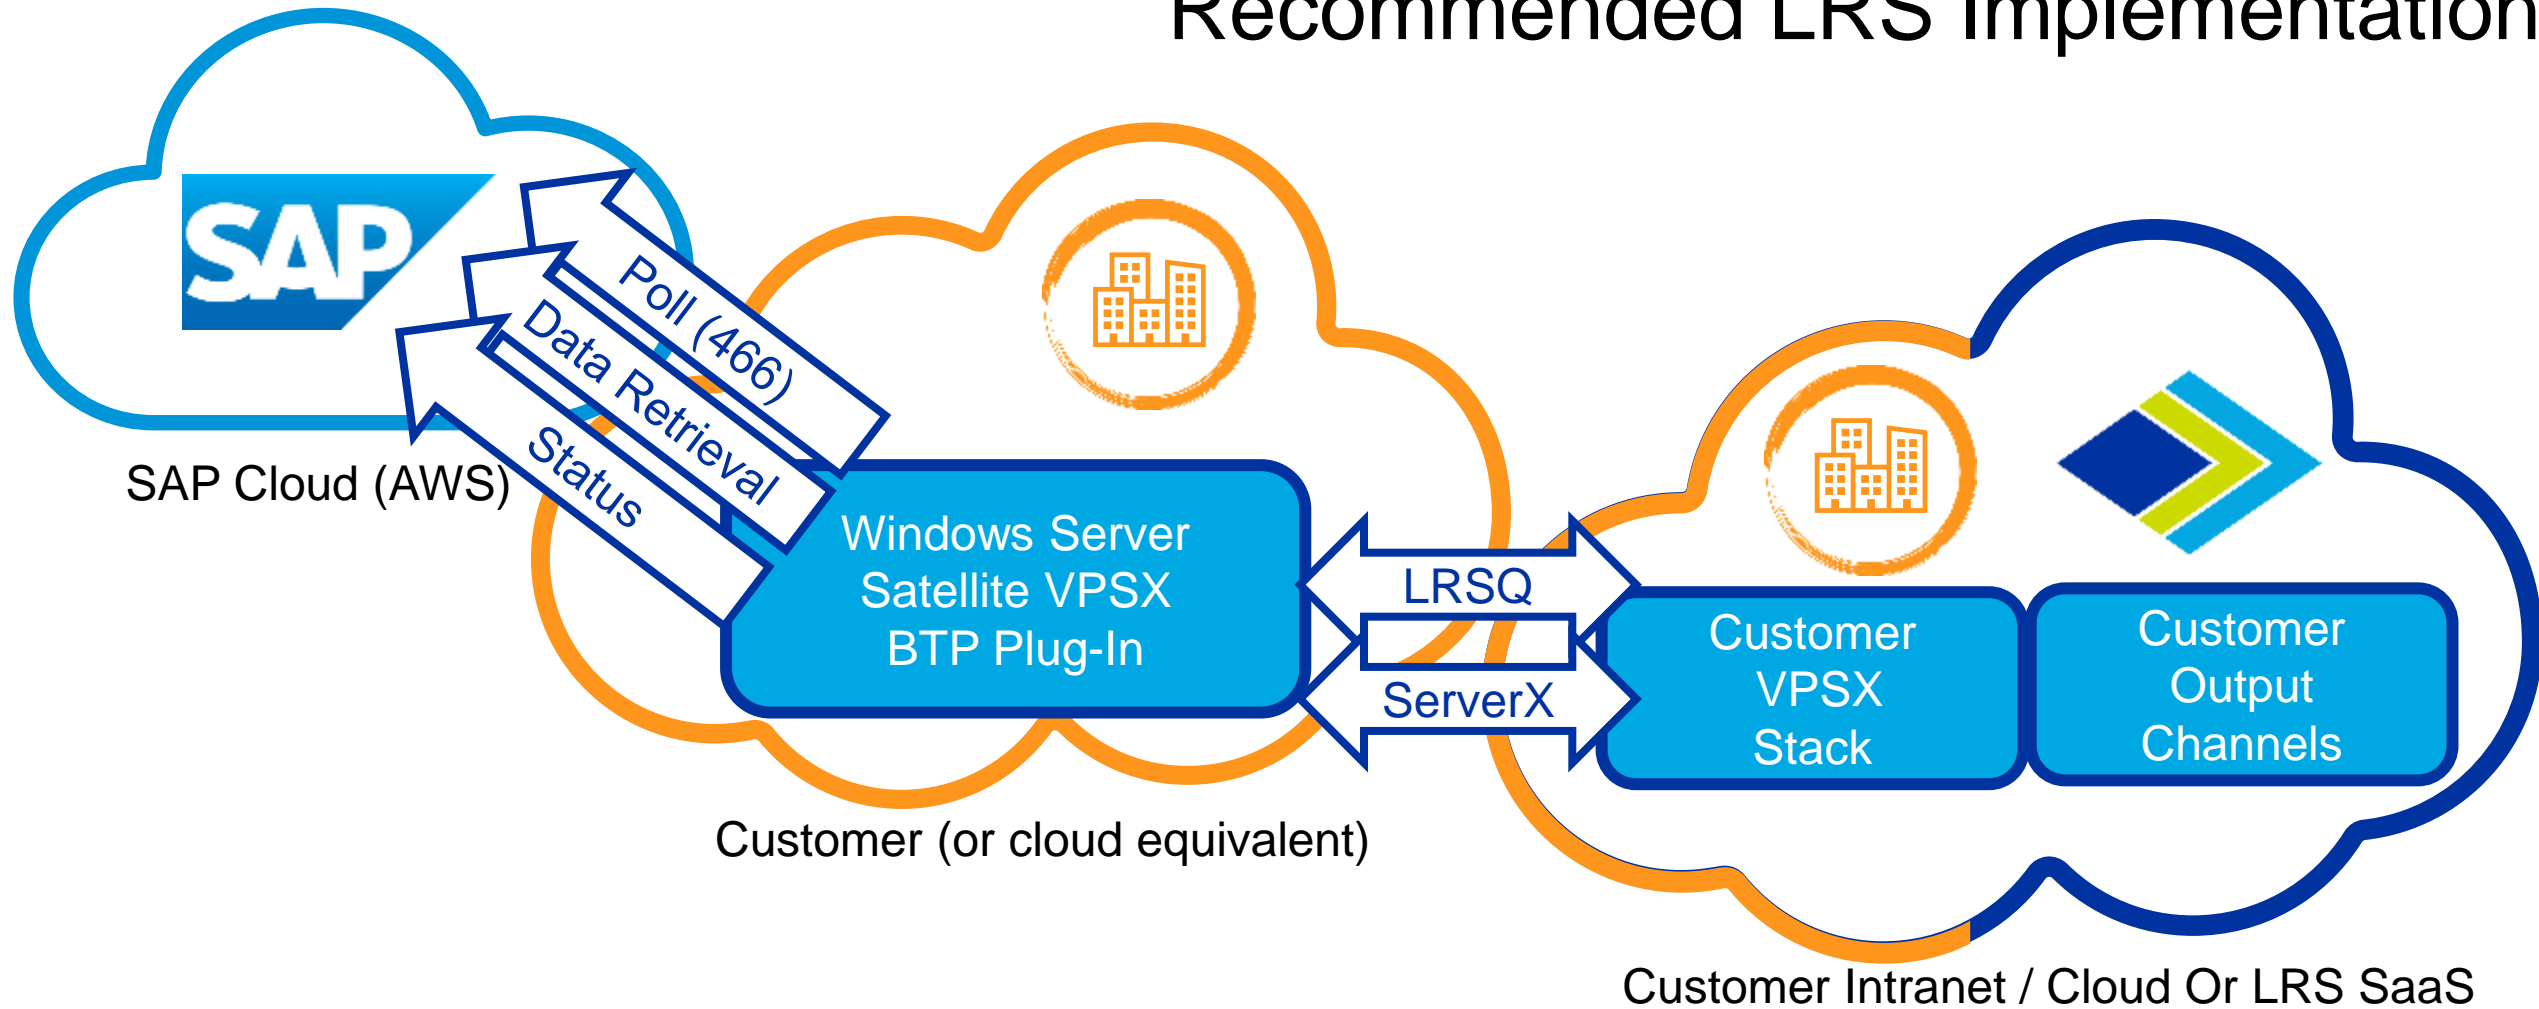 Recommended LRS Implementation
SAP
Poll (466)
Data Retrieval
Status
SAP Cloud (AWS)
Windows Server
Satellite VPSX
BTP Plug-In
LRSQ
ServerX
Customer
VPSX
Stack
Customer
Output
Channels
Customer (or cloud equivalent)
Customer Intranet / Cloud Or LRS SaaS